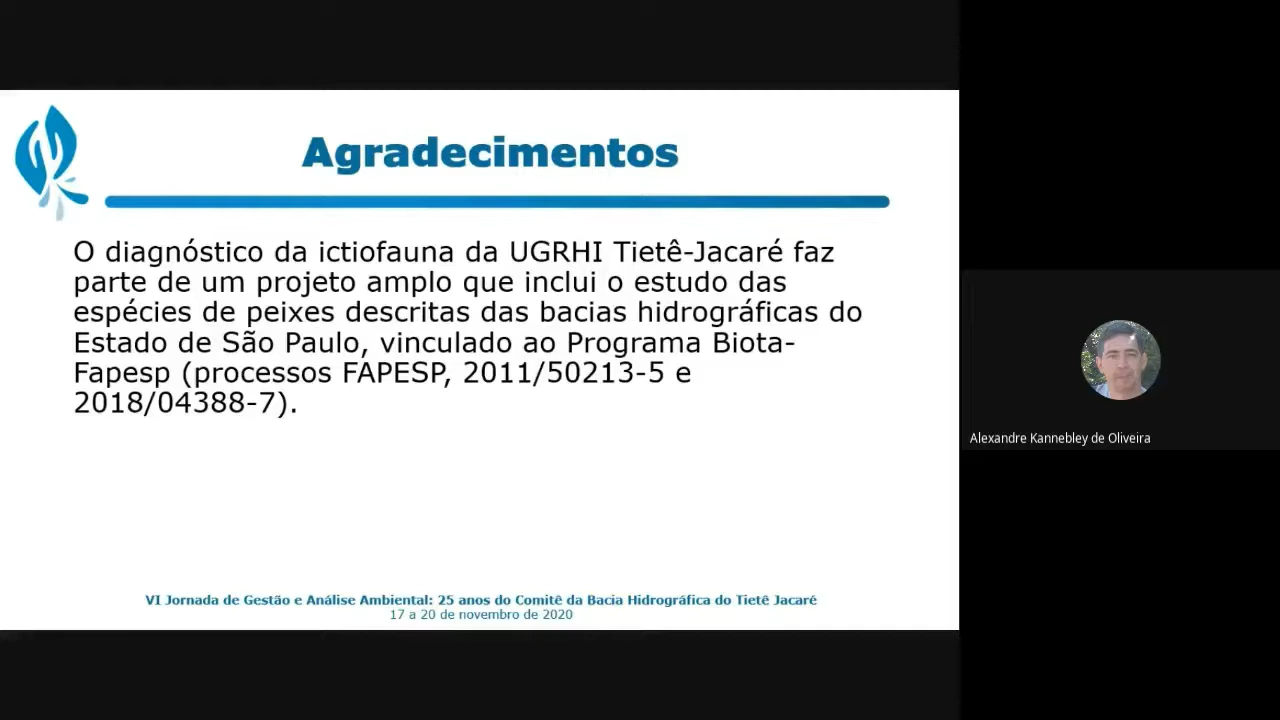 Agradecimentos
O diagnóstico da ictiofauna da UGRHI Tietê-Jacaré faz
parte de um projeto amplo que inclui o estudo das
espécies de peixes descritas das bacias hidrográficas do
Estado de São Paulo, vinculado ao Programa Biota-
Fapesp (processos FAPESP, 2011/50213-5 e
2018/04388-7).
VI Jornada de Gestão e Análise Ambiental: 25 anos do Comitê da Bacia Hidrográfica do Tietê Jacaré
17 a 20 de novembro de 2020
Alexandre Kannebley de Oliveira